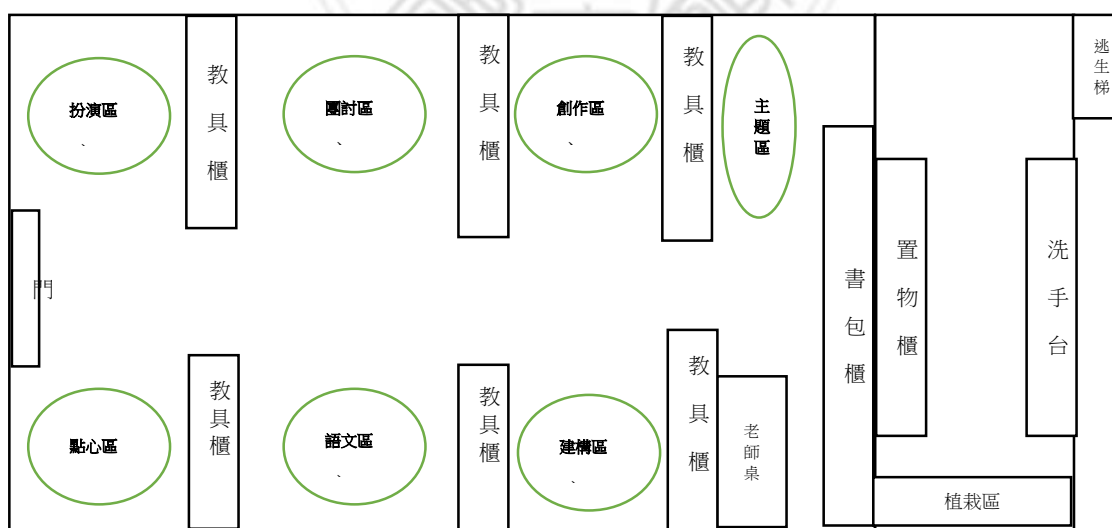 扮演區
、
教具櫃
團討區
、
教具櫃
創作區
、
教具櫃
主題區
逃生梯
門
書包櫃
置物櫃
洗手台
點心區
教具櫃
語文區
、
教具櫃
建構區
、
教具櫃
老師桌
植栽區